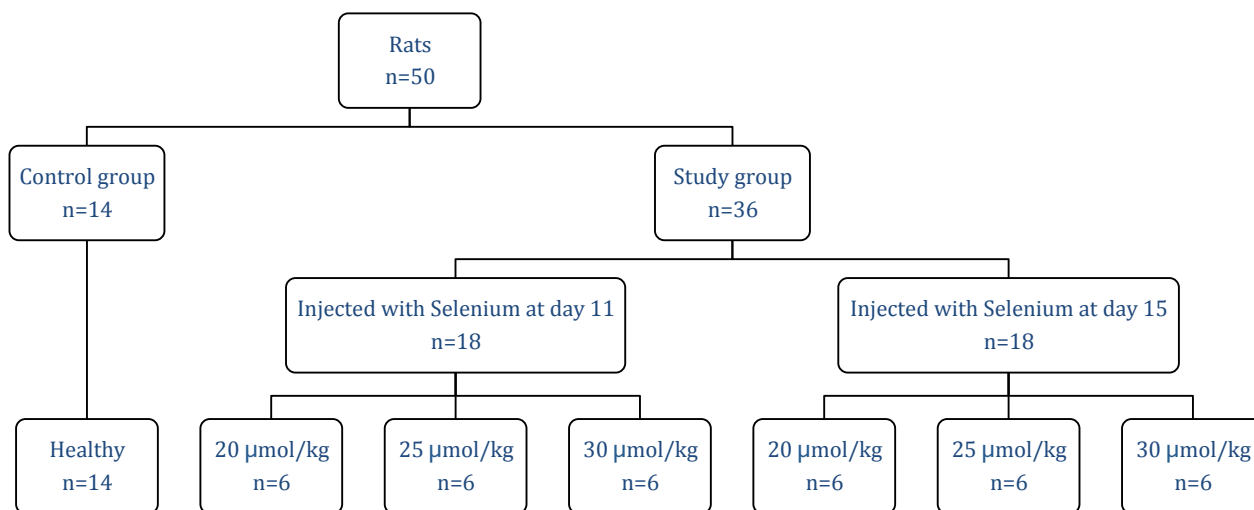 Rats
n=50
Control group
n=14
Study group
n=36
Injected with Selenium at day 11
n=18
Injected with Selenium at day 15
n=18
Healthy
n=14
20 μmol/kg
n=6
25 μmol/kg
n=6
30 μmol/kg
n=6
20 μmol/kg
n=6
25 μmol/kg
n=6
30 μmol/kg
n=6